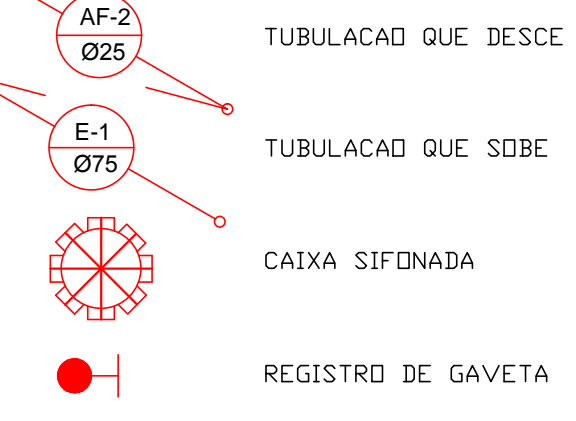 AF-2
Ø25
TUBULACAO QUE DESCE
E-1
Ø75
TUBULACAO QUE SOBE
CAIXA SIFONADA
REGISTRO DE GAVETA